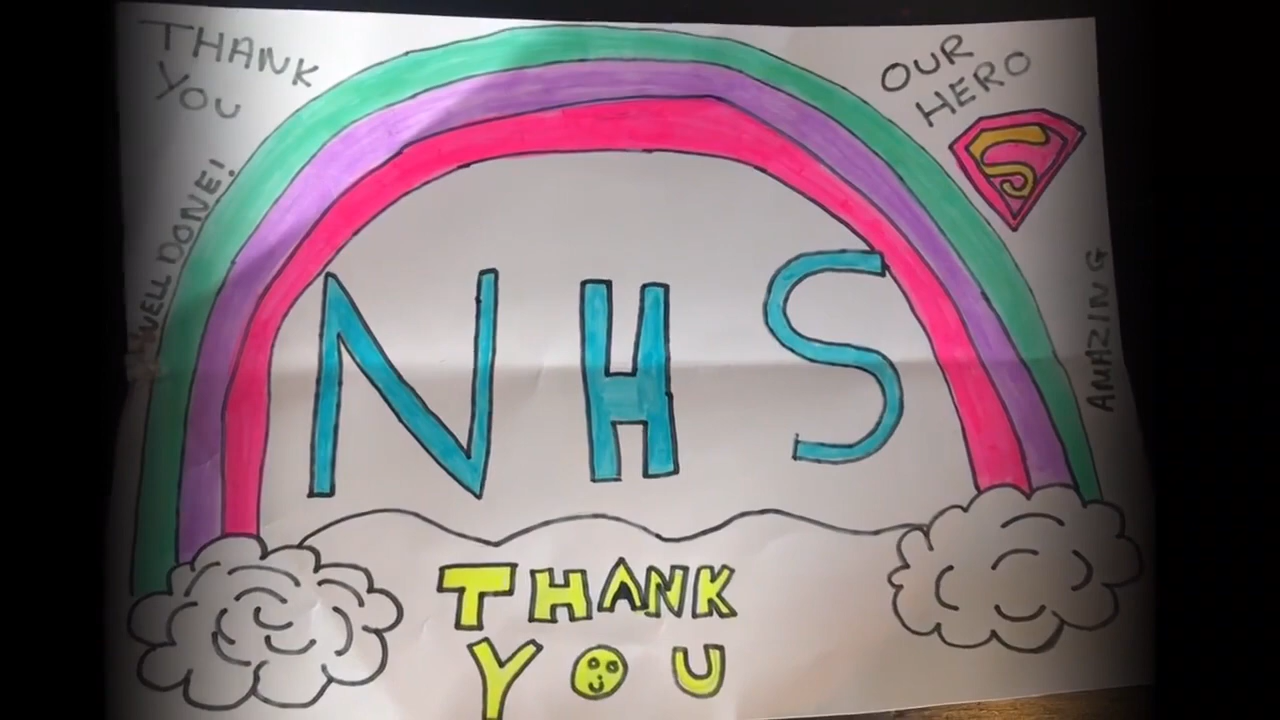 THANK
YOU
WELL DONE!
OUR
HERO
S
AMAZING
NHS
THANK
YOU